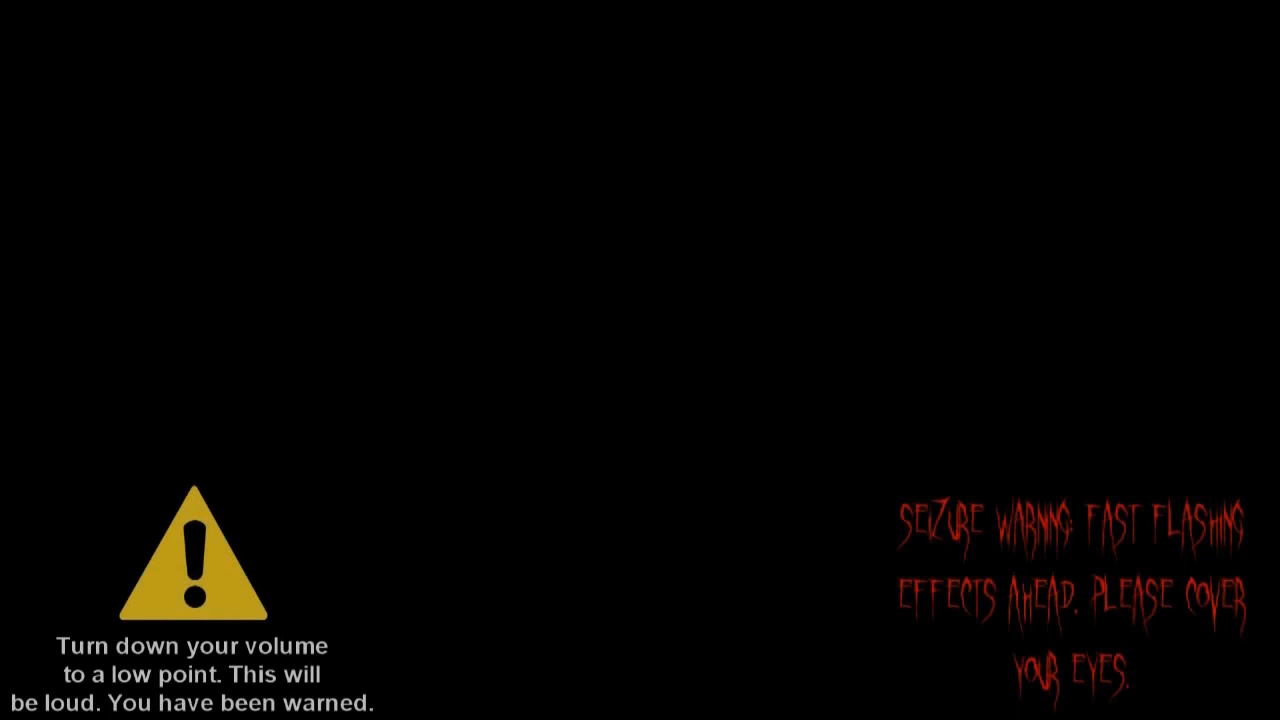 Turn down your volume
to a low point. This will
be loud. You have been warned.
SEIZURE WARNING: FAST FLASHING
EFFECTS AHEAD. PLEASE COVER
YOUR EYES.